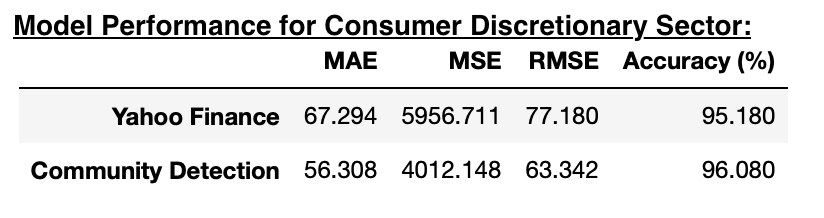 Model Performance for Consumer Discretionary Sector:
MAE MSE RMSE Accuracy (%)
Yahoo Finance 67.294 5956.711 77.180 95.180
Community Detection 56.308 4012.148 63.342 96.080